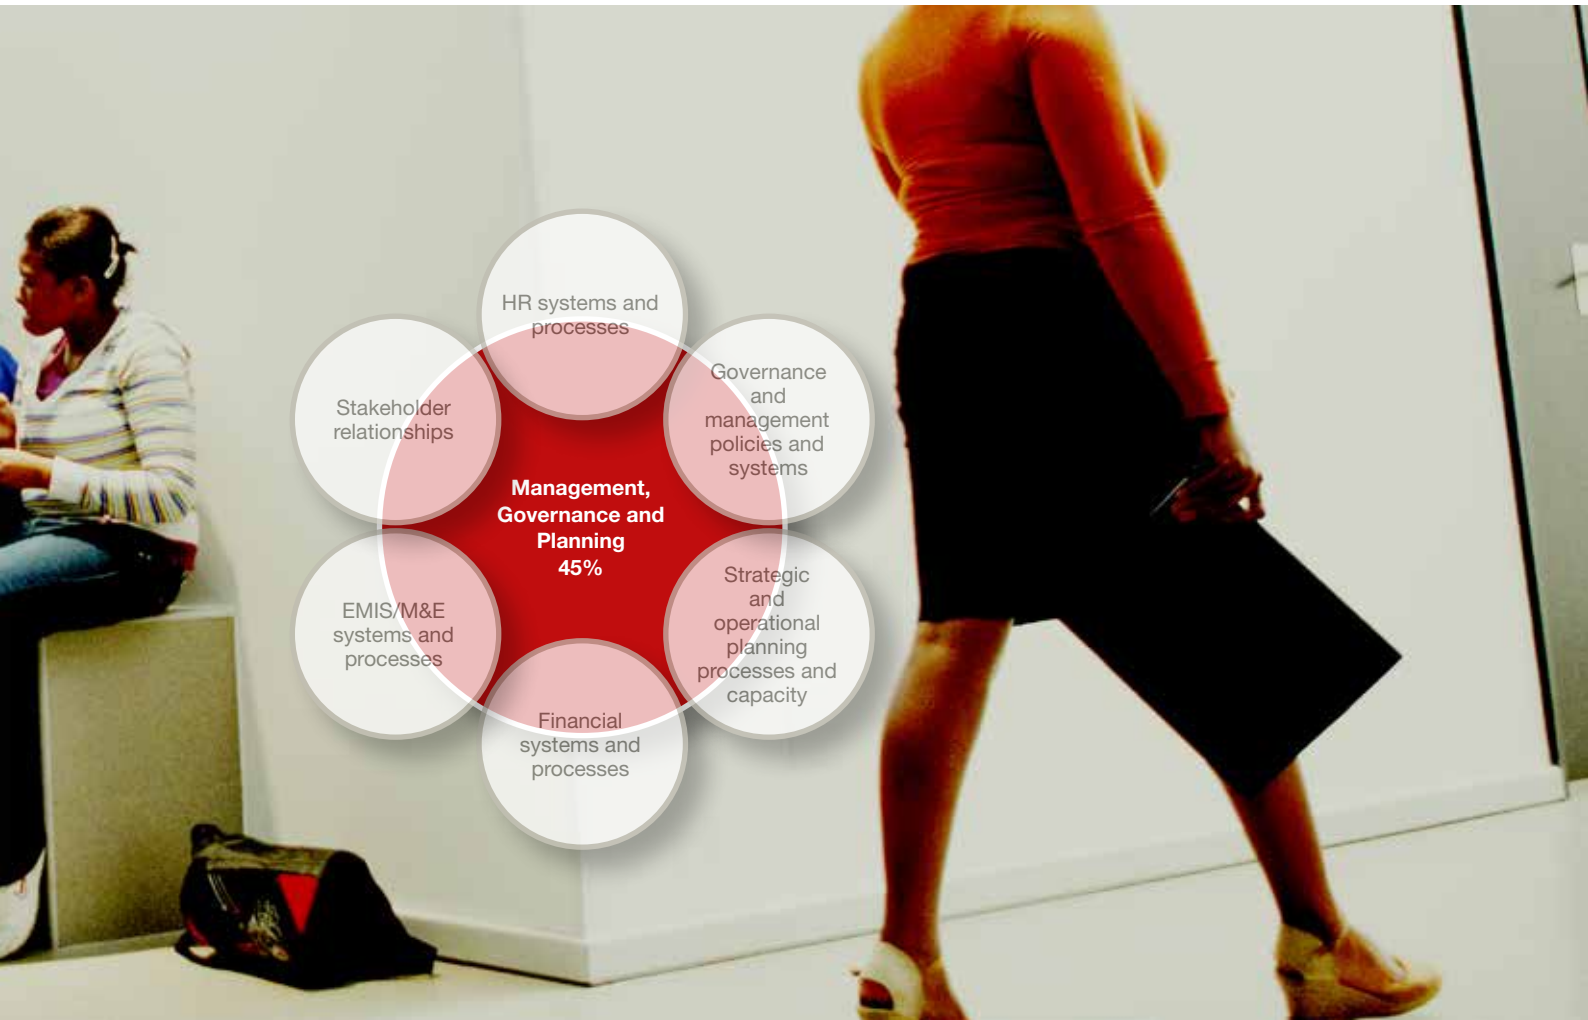 HR systems and
processes
Governance
and
management
policies and
systems
Stakeholder
relationships
Management,
Governance and
Planning
45%
Strategic
and
operational
planning
processes and
capacity
EMIS/M&E
systems and
processes
Financial
systems and
processes